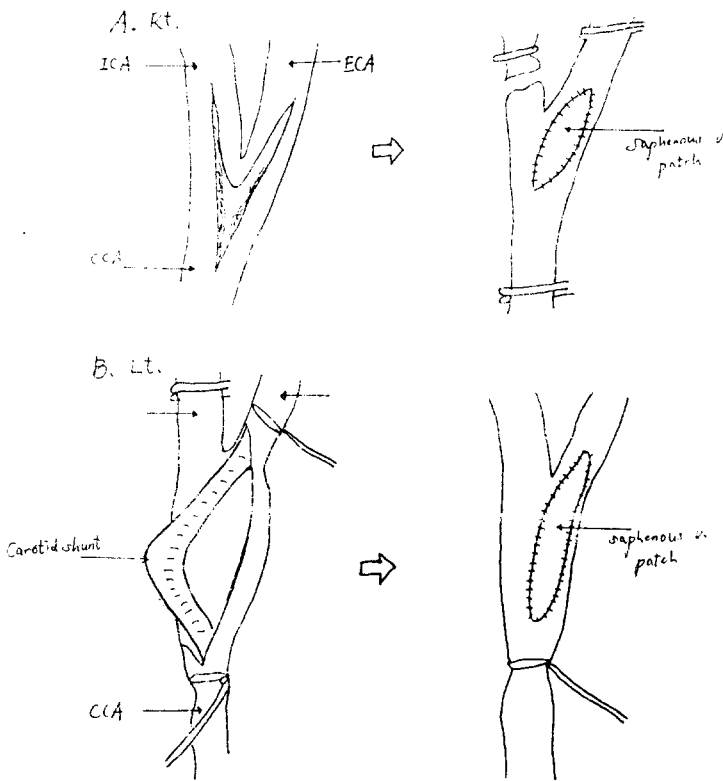 A. Rt.
ICA
ECA
CCA
saphenous v.
patch
B. Lt.
Carotid shunt
CCA
saphenous v.
patch